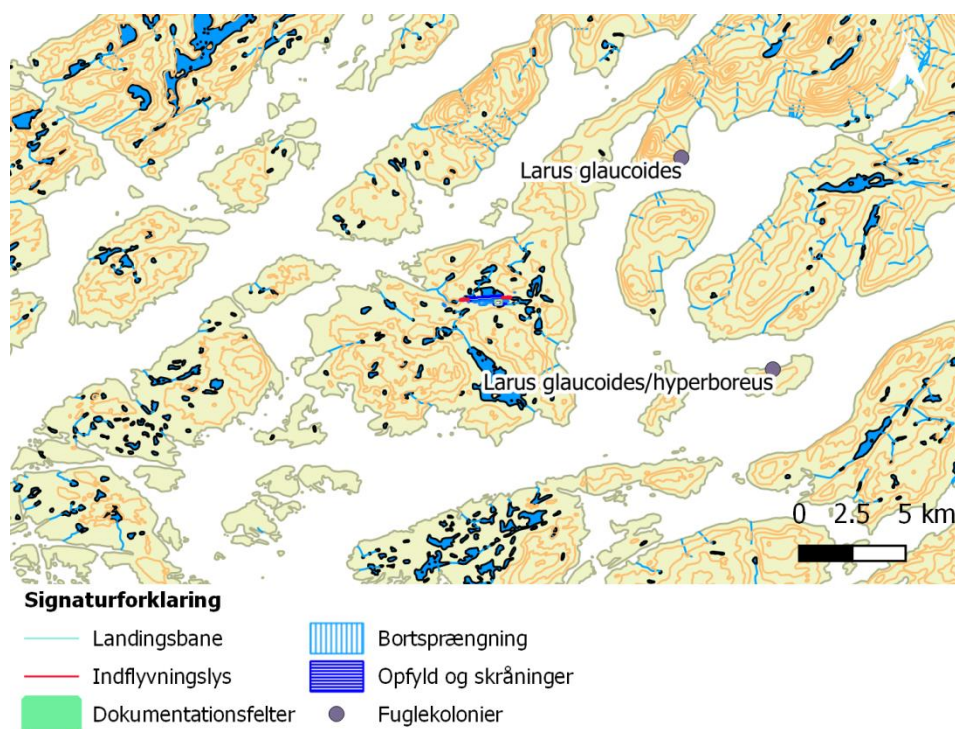 Larus glaucoides
Larus glaucoides/hyperboreus
0 2.5 5 km
Signaturforklaring
Landingsbane
Bortsprængning
Indflyvningslys
Opfyld og skråninger
Dokumentationsfelter
Fuglekolonier